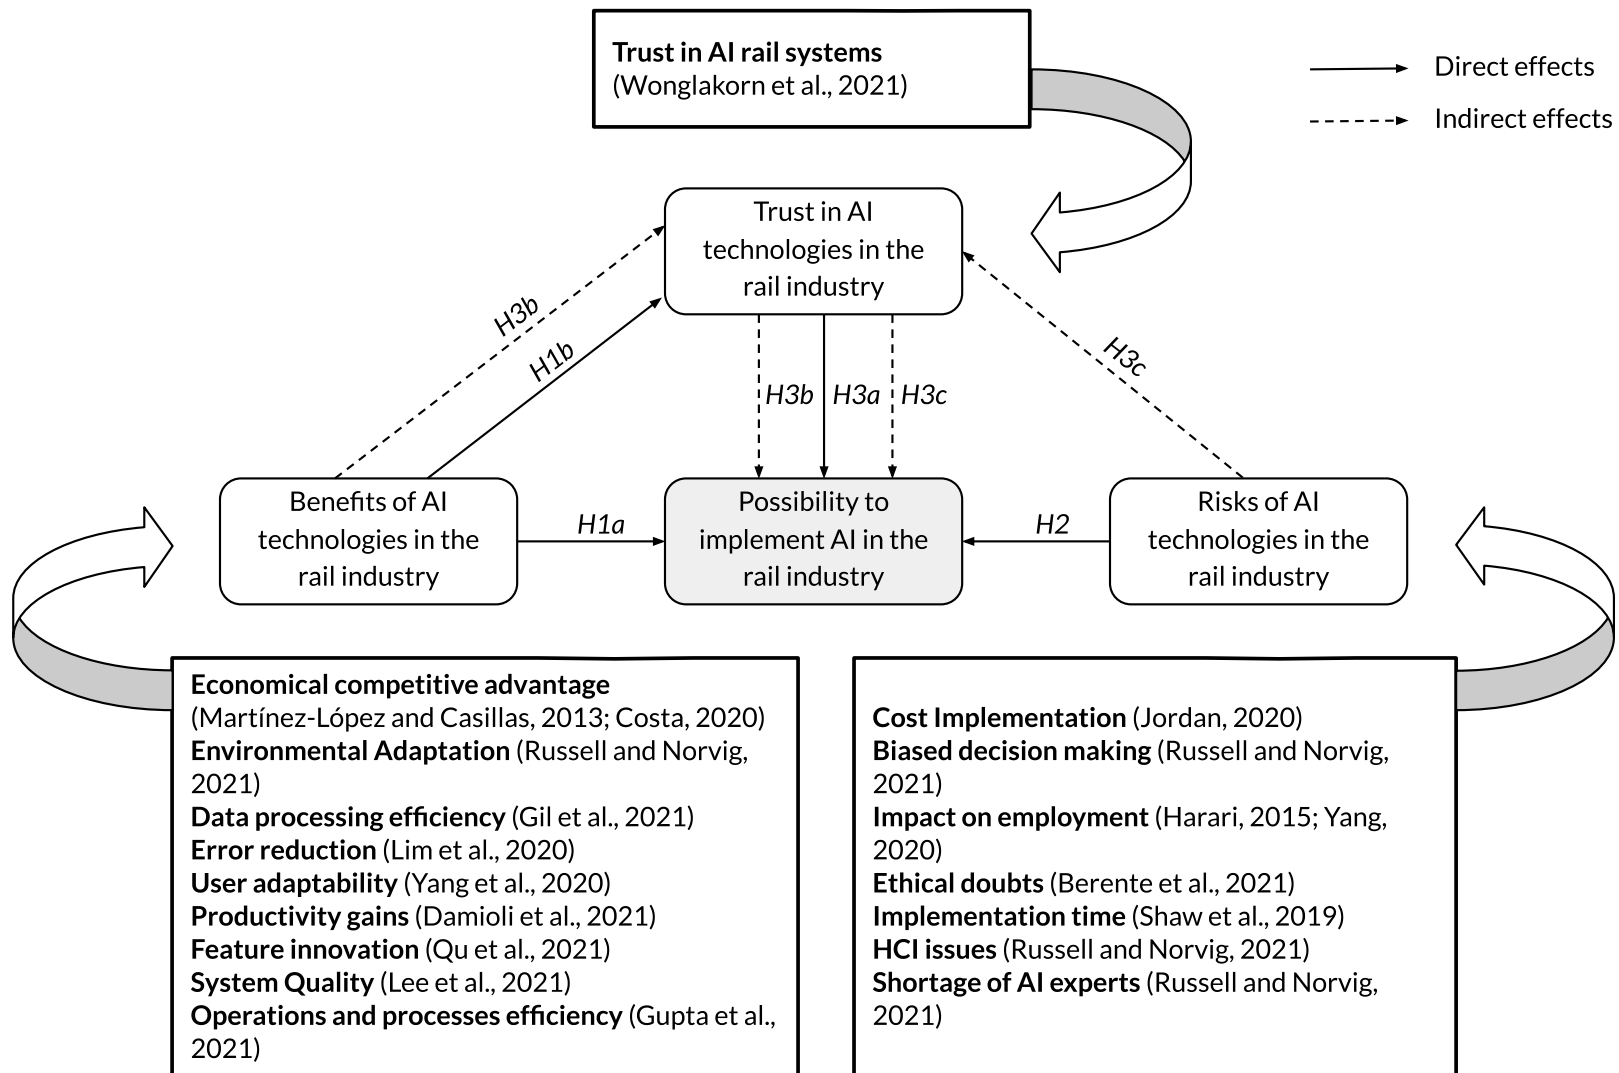 Trust in AI rail systems
(Wonglakorn et al., 2021)
Direct effects
Indirect effects
Trust in AI
technologies in the
rail industry
H3b
H1b
H3b
H3a
H3c
H3c
Benefits of AI
technologies in the
rail industry
H1a
Possibility to
implement AI in the
rail industry
H2
Risks of AI
technologies in the
rail industry
Economical competitive advantage
(Martínez-López and Casillas, 2013; Costa, 2020)
Environmental Adaptation (Russell and Norvig,
2021)
Data processing efficiency (Gil et al., 2021)
Error reduction (Lim et al., 2020)
User adaptability (Yang et al., 2020)
Productivity gains (Damioli et al., 2021)
Feature innovation (Qu et al., 2021)
System Quality (Lee et al., 2021)
Operations and processes efficiency (Gupta et al.,
2021)
Cost Implementation (Jordan, 2020)
Biased decision making (Russell and Norvig,
2021)
Impact on employment (Harari, 2015; Yang,
2020)
Ethical doubts (Berente et al., 2021)
Implementation time (Shaw et al., 2019)
HCI issues (Russell and Norvig, 2021)
Shortage of AI experts (Russell and Norvig,
2021)